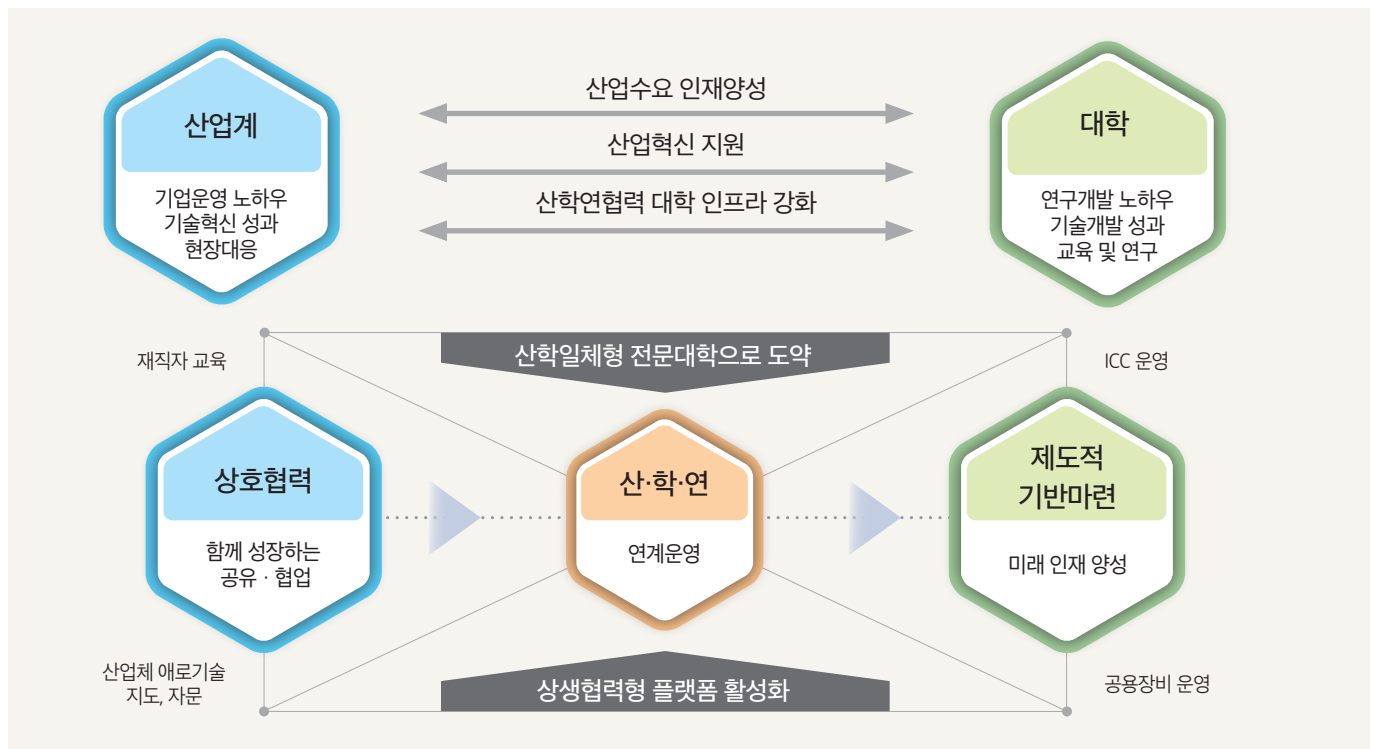 산업계
기업운영 노하우
기술혁신 성과
현장대응
산업수요 인재양성
산업혁신 지원
산학연협력 대학 인프라 강화
대학
연구개발 노하우
기술개발 성과
교육 및 연구
재직자 교육
산학일체형 전문대학으로 도약
ICC 운영
상호협력
함께 성장하는
공유 · 협업
산·학·연
연계운영
제도적
기반마련
미래 인재 양성
산업체 애로기술
지도, 자문
상생협력형 플랫폼 활성화
공용장비 운영